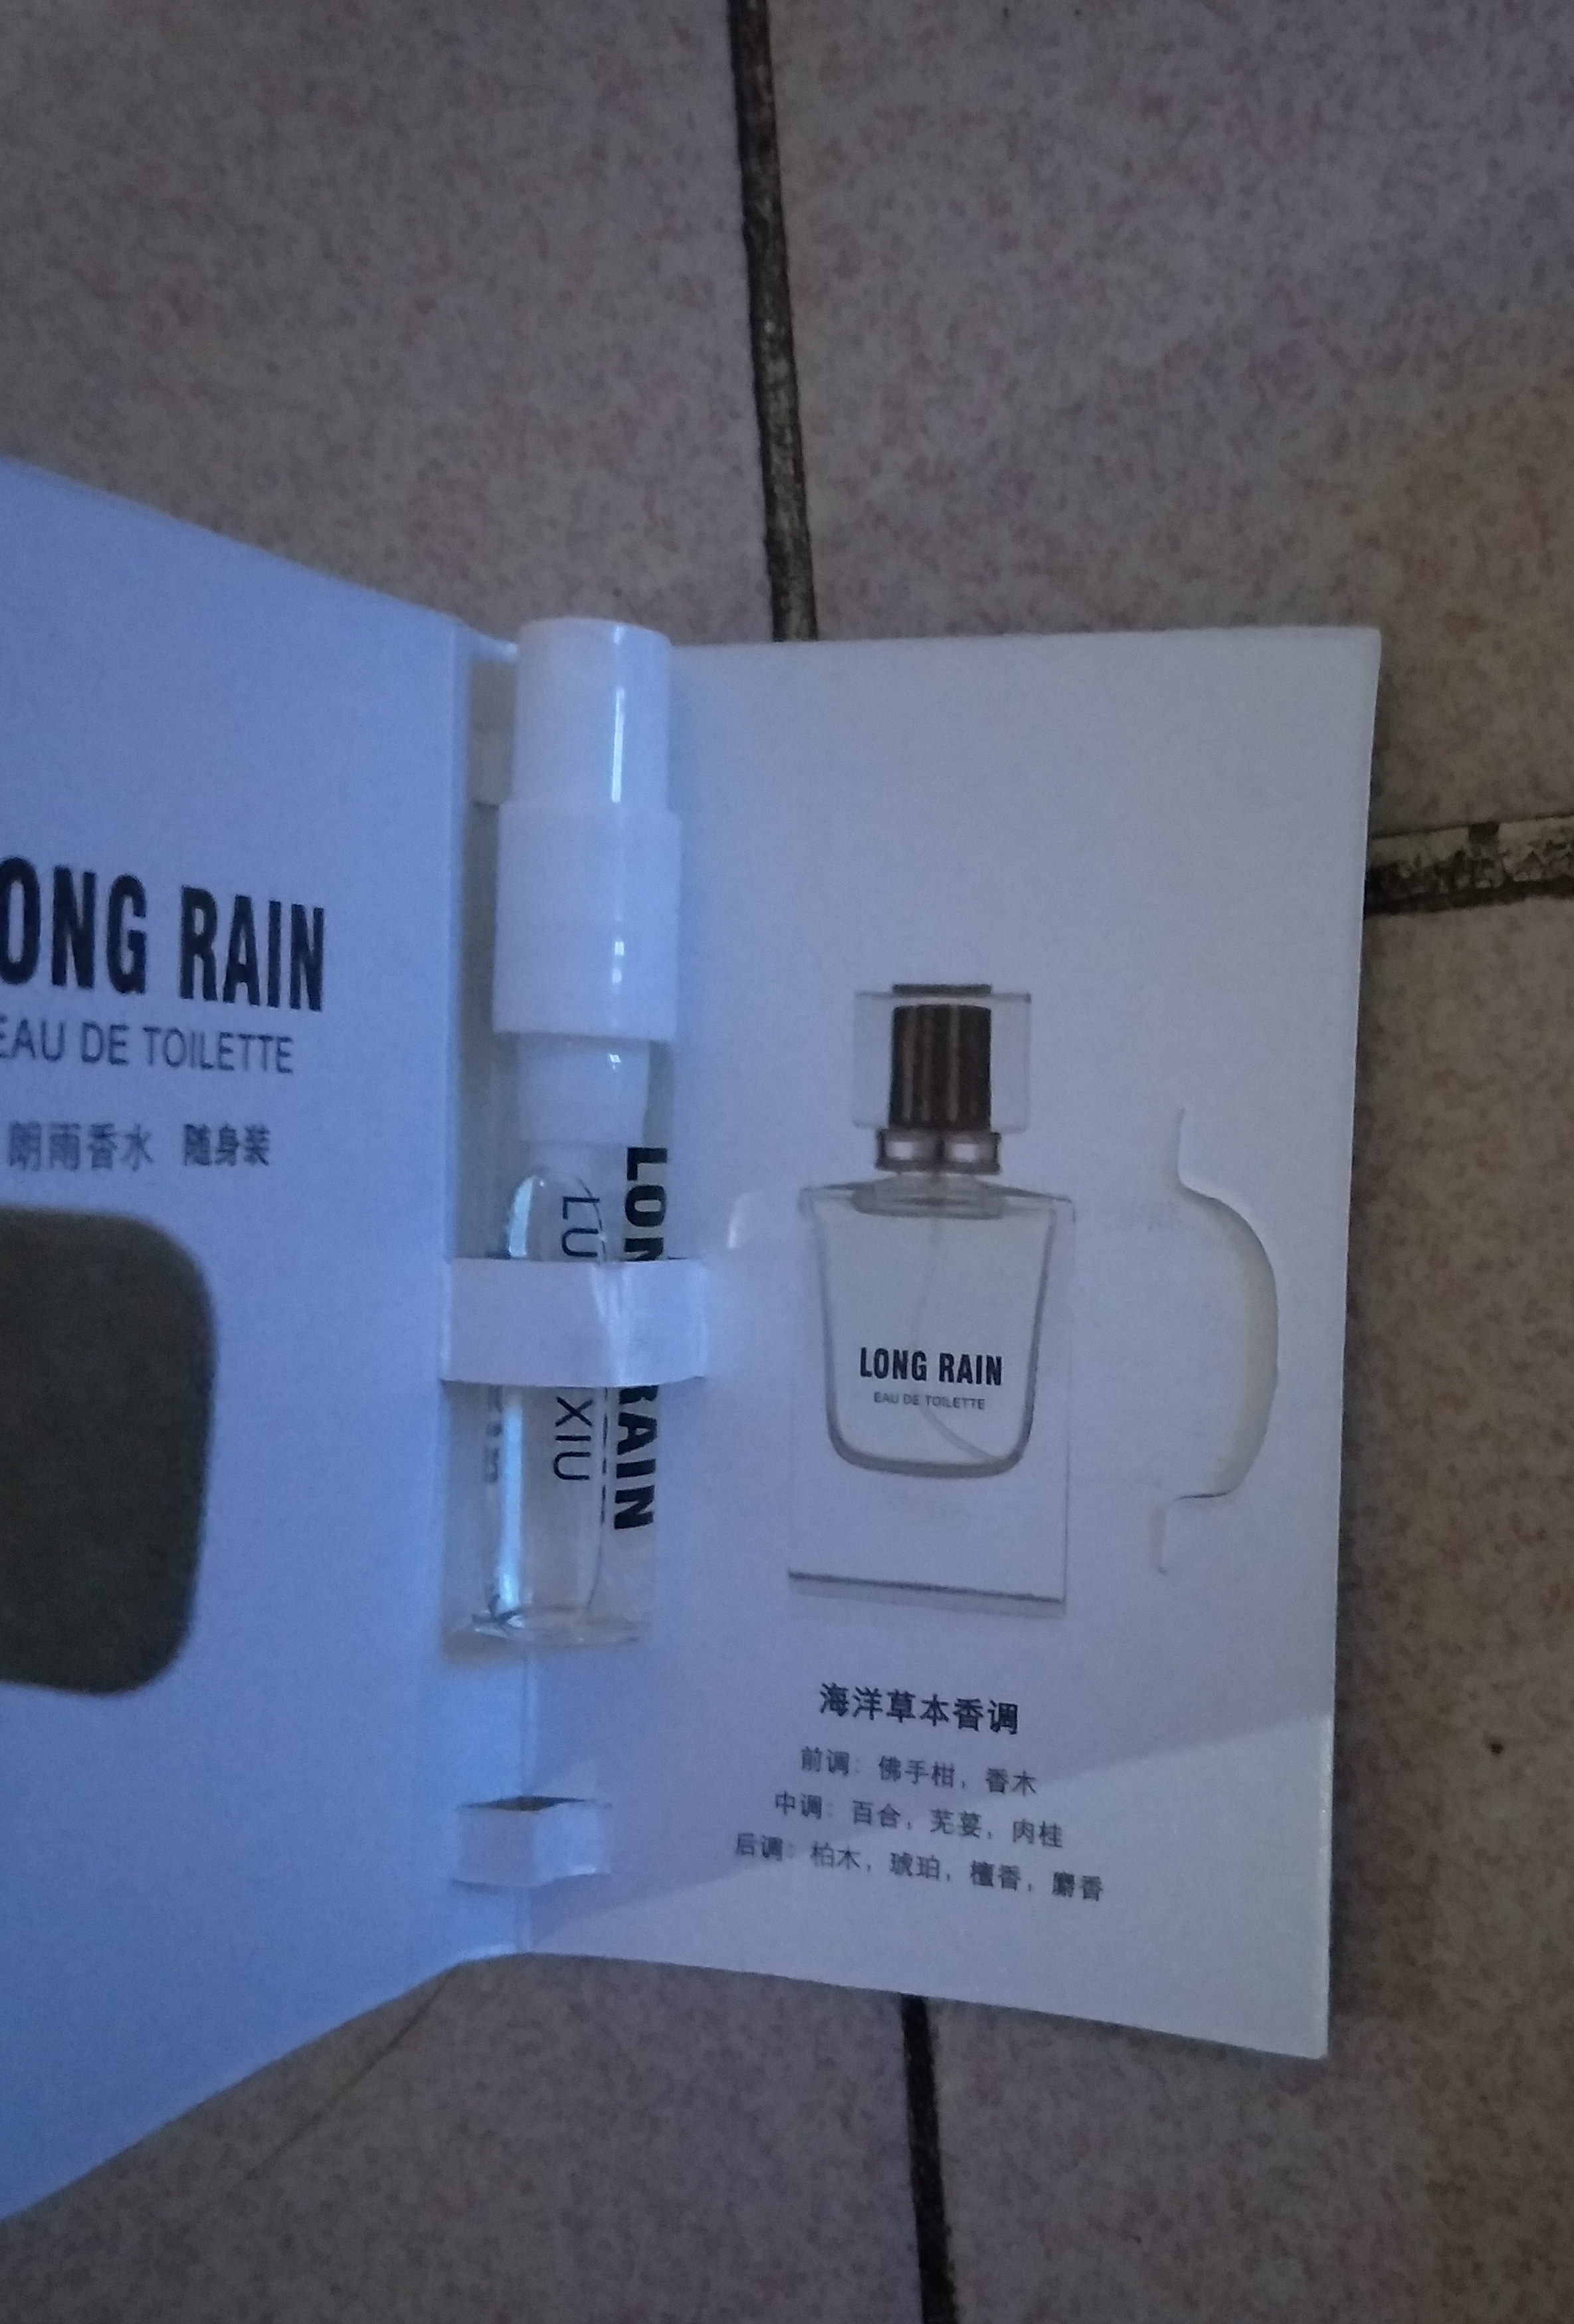 ONG RAIN
EAU DE TOILETTE
朗雨香水 随身装
LON RAIN
LU XIU
LONG RAIN
EAU DE TOILETTE
海洋草本香调
前调：佛手柑，香木
中调：百合，芜荽，肉桂
后调：柏木，琥珀，檀香，麝香